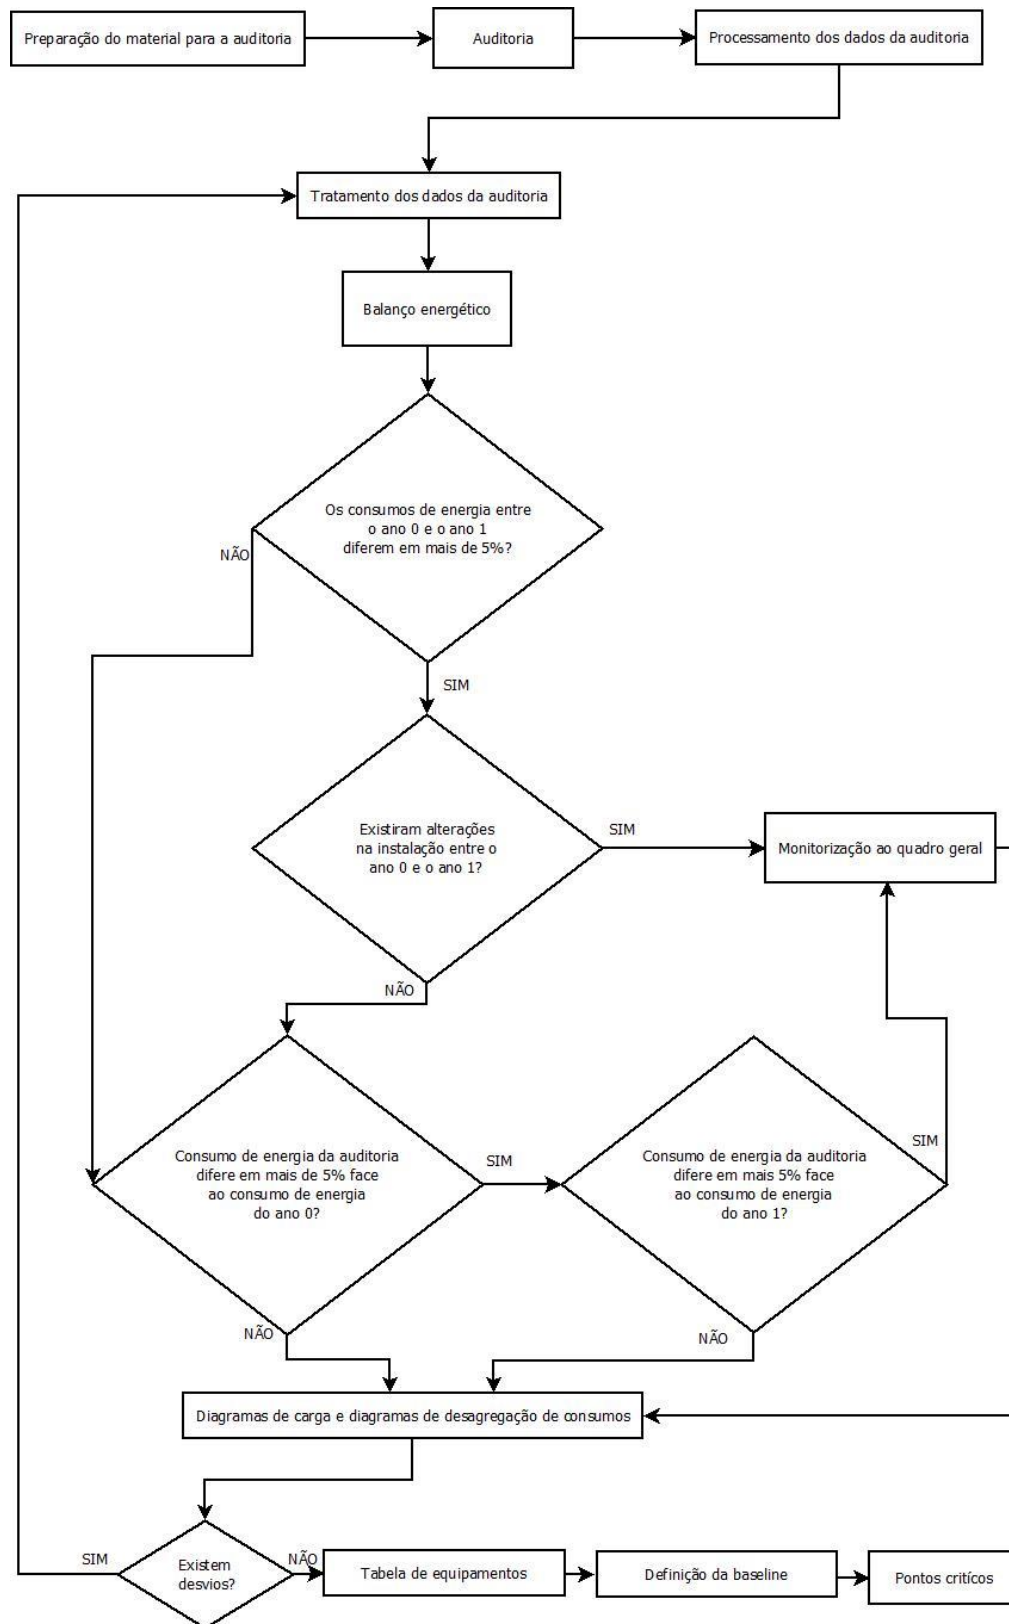 Preparação do material para a auditoria
Auditoria
Processamento dos dados da auditoria
Tratamento dos dados da auditoria
Balanço energético
Os consumos de energia entre
o ano 0 e o ano 1
diferem em mais de 5%?
NÃO
SIM
Existiram alterações
na instalação entre o
ano 0 e o ano 1?
SIM
Monitorização ao quadro geral
NÃO
Consumo de energia da auditoria
difere em mais de 5% face
ao consumo de energia
do ano 0?
SIM
Consumo de energia da auditoria
difere em mais 5% face
ao consumo de energia
do ano 1?
SIM
NÃO
NÃO
Diagramas de carga e diagramas de desagregação de consumos
SIM
Existem
desvios?
NÃO
Tabela de equipamentos
Definição da baseline
Pontos critícos